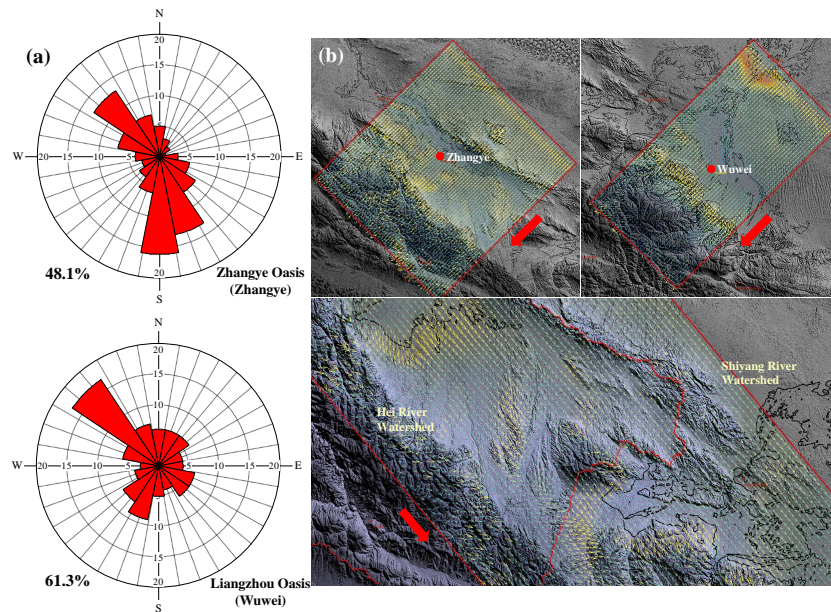 (a)
N
20
15
10
5
W 20 15 10 5 5 10 15 20 E
5
10
15
20
S
48.1%
Zhangye Oasis
(Zhangye)
N
20
15
10
5
W 20 15 10 5 5 10 15 20 E
5
10
15
20
S
61.3%
Liangzhou Oasis
(Wuwei)
(b)
Zhangye
Wuwei
Shiyang River
Watershed
Hei River
Watershed